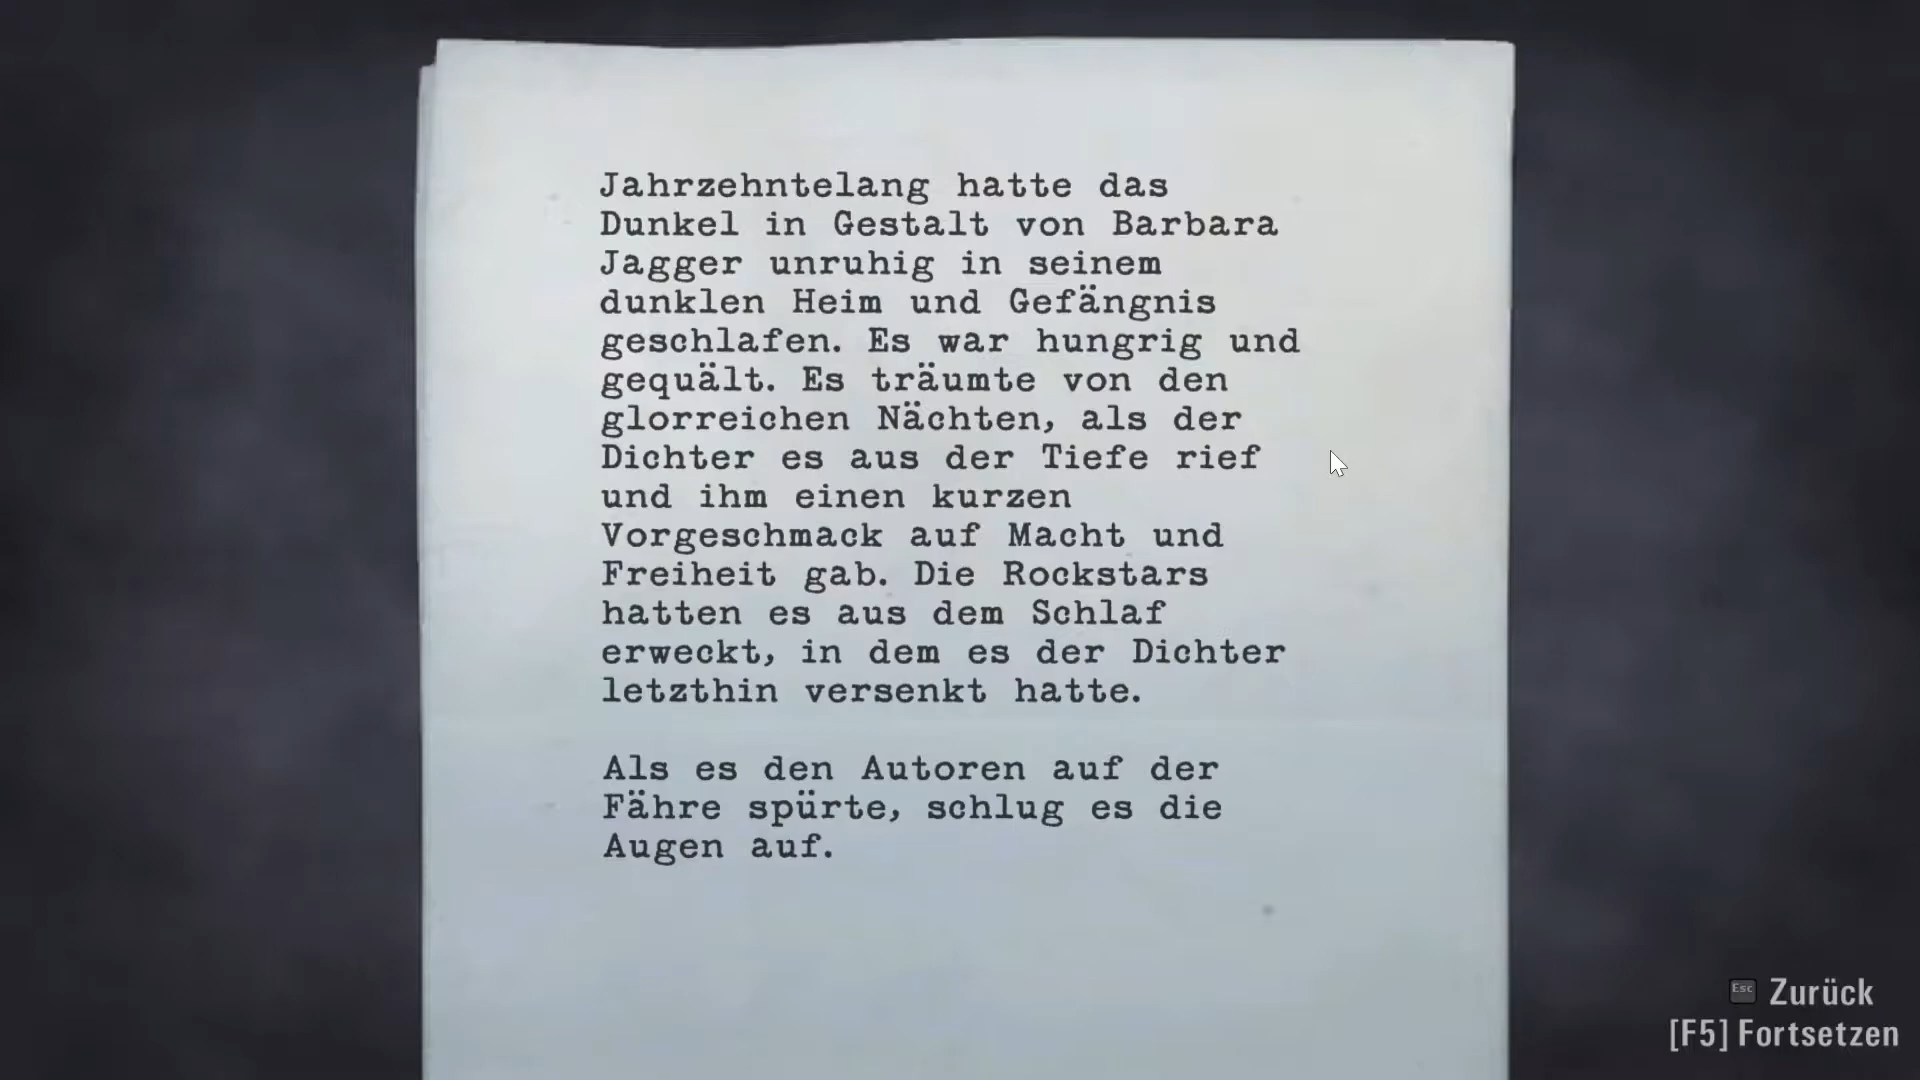 Jahrzehntelang hatte das
Dunkel in Gestalt von Barbara
Jagger unruhig in seinem
dunklen Heim und Gefängnis
geschlafen. Es war hungrig und
gequält. Es träumte von den
glorreichen Nächten, als der
Dichter es aus der Tiefe rief
und ihm einen kurzen
Vorgeschmack auf Macht und
Freiheit gab. Die Rockstars
hatten es aus dem Schlaf
erweckt, in dem es der Dichter
letzthin versenkt hatte.
Als es den Autoren auf der
Fähre spürte, schlug es die
Augen auf.
Esc Zurück
[F5] Fortsetzen